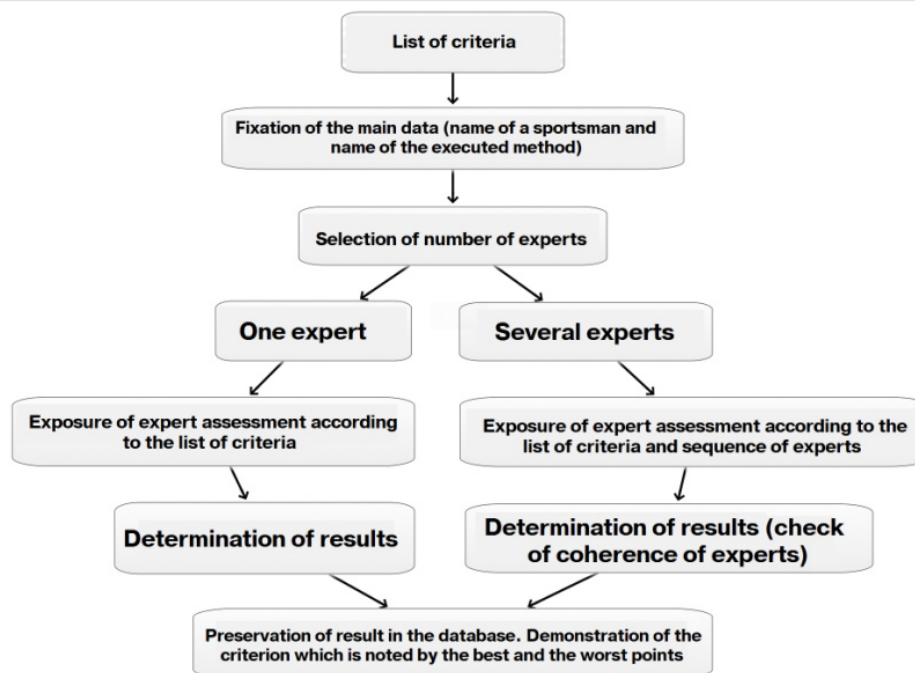 List of criteria
Fixation of the main data (name of a sportsman and
name of the executed method)
Selection of number of experts
One expert
Several experts
Exposure of expert assessment according
to the list of criteria
Exposure of expert assessment according to the
list of criteria and sequence of experts
Determination of results
Determination of results (check
of coherence of experts)
Preservation of result in the database. Demonstration of the
criterion which is noted by the best and the worst points